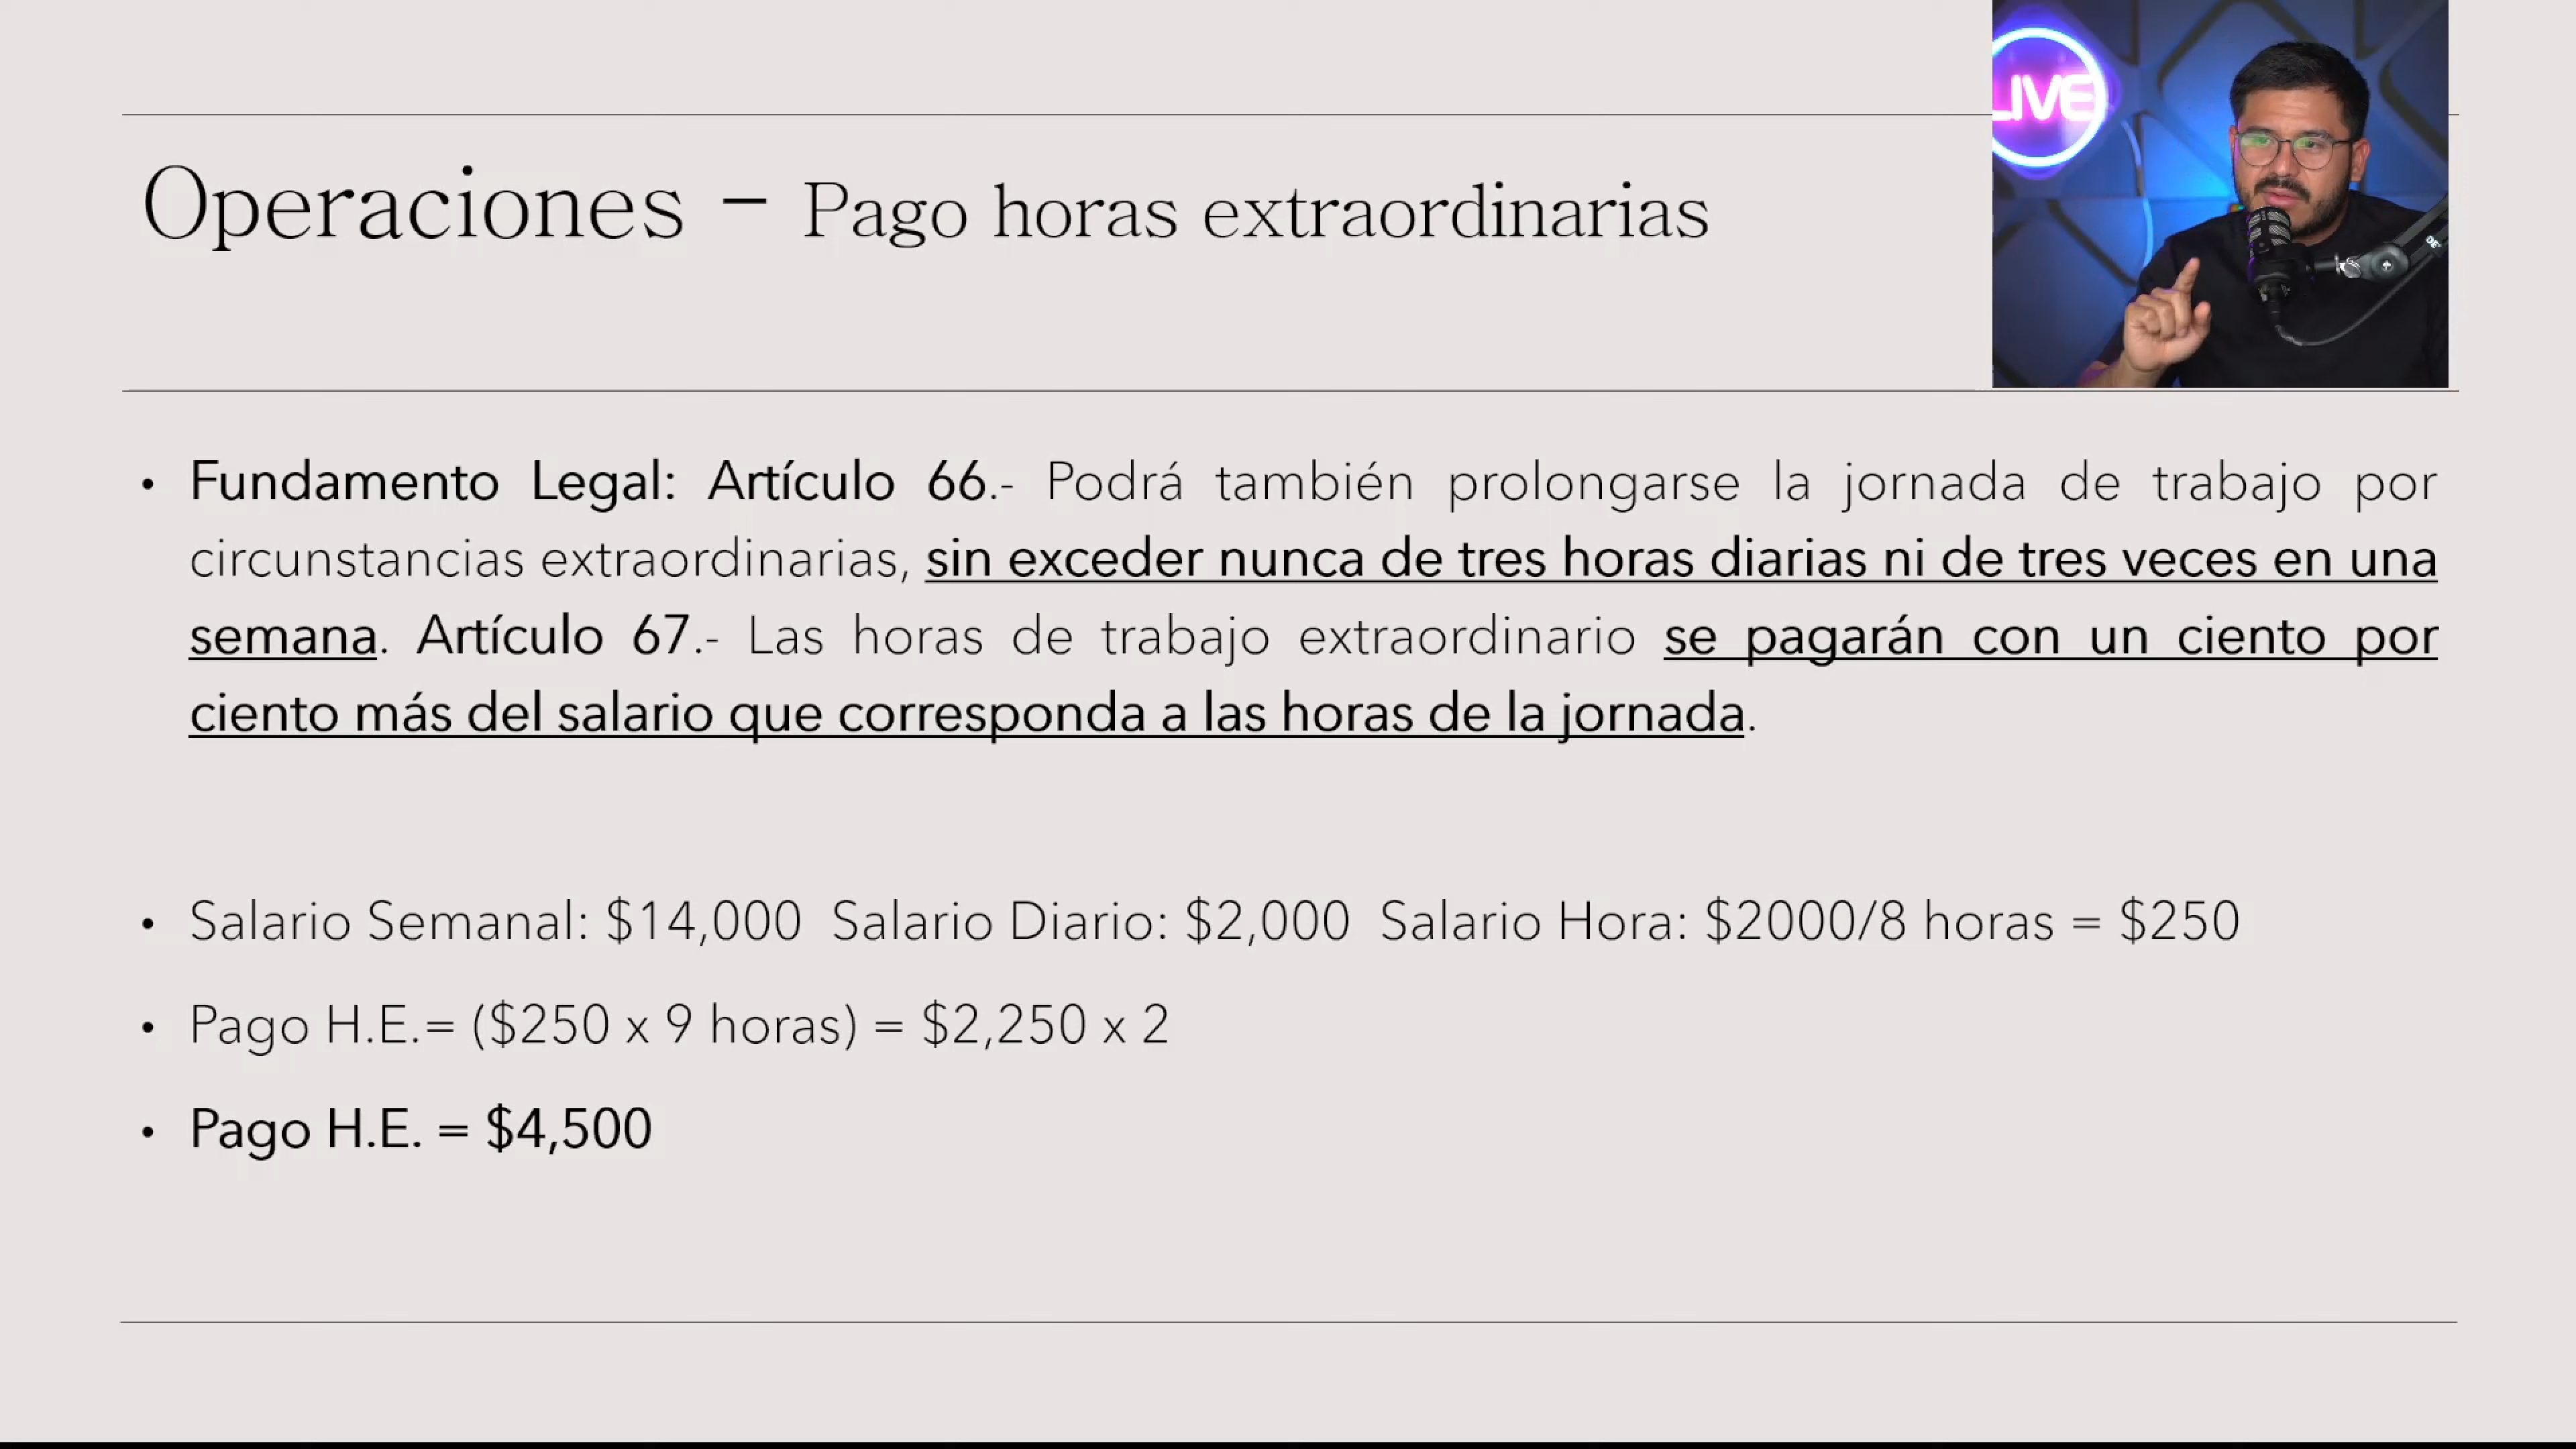 LIVE
Operaciones - Pago horas extraordinarias
• Fundamento Legal: Artículo 66.- Podrá también prolongarse la jornada de trabajo por
circunstancias extraordinarias, sin exceder nunca de tres horas diarias ni de tres veces en una
semana. Artículo 67.- Las horas de trabajo extraordinario se pagarán con un ciento por
ciento más del salario que corresponda a las horas de la jornada.
• Salario Semanal: $14,000 Salario Diario: $2,000 Salario Hora: $2000/8 horas = $250
• Pago H.E.= ($250 x 9 horas) = $2,250 x 2
• Pago H.E. = $4,500